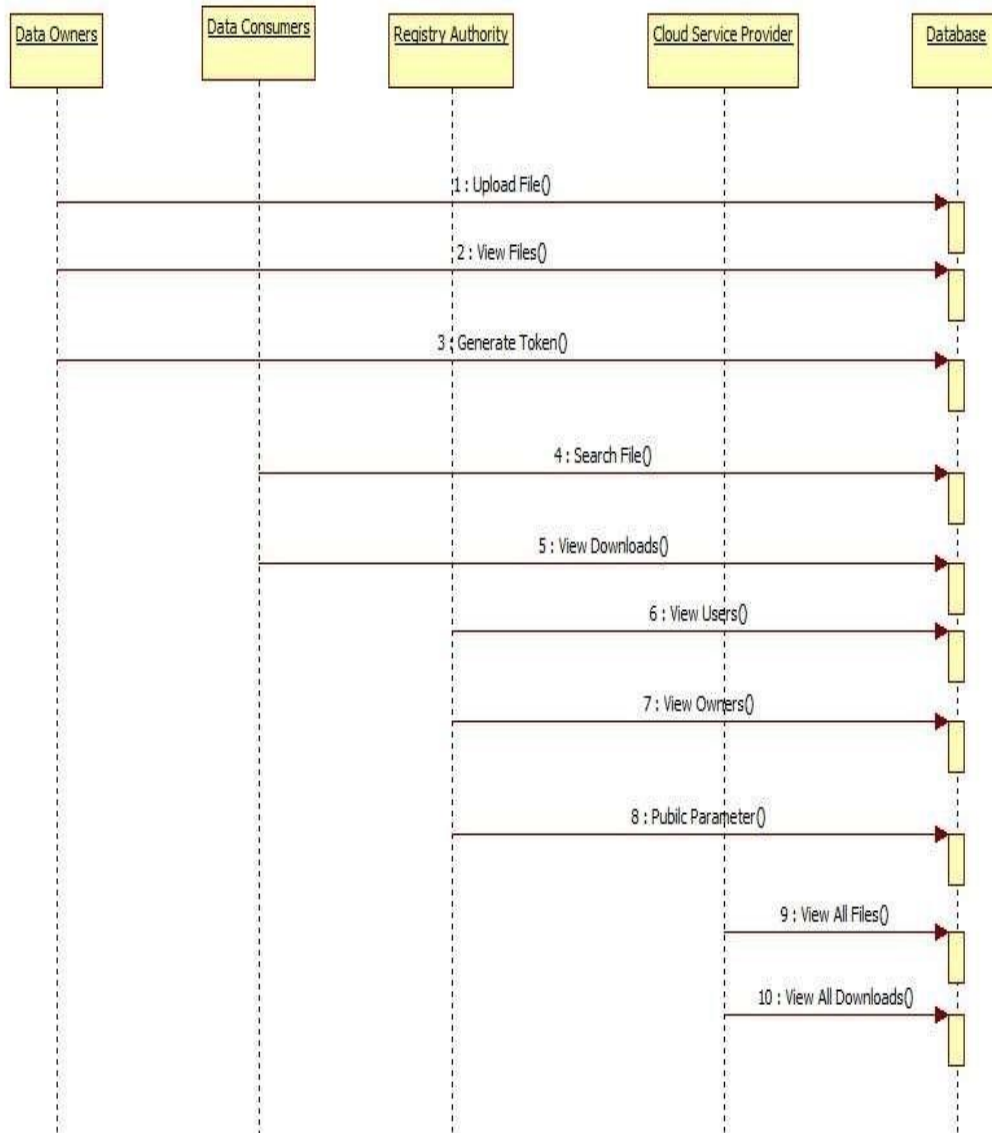 Data Owners
Data Consumers
Registry Authority
Cloud Service Provider
Database
1 : Upload File()
2 : View Files()
3 : Generate Token()
4 : Search File()
5 : View Downloads()
6 : View Users()
7 : View Owners()
8 : Pubilc Parameter()
9 : View All Files()
10 : View All Downloads()